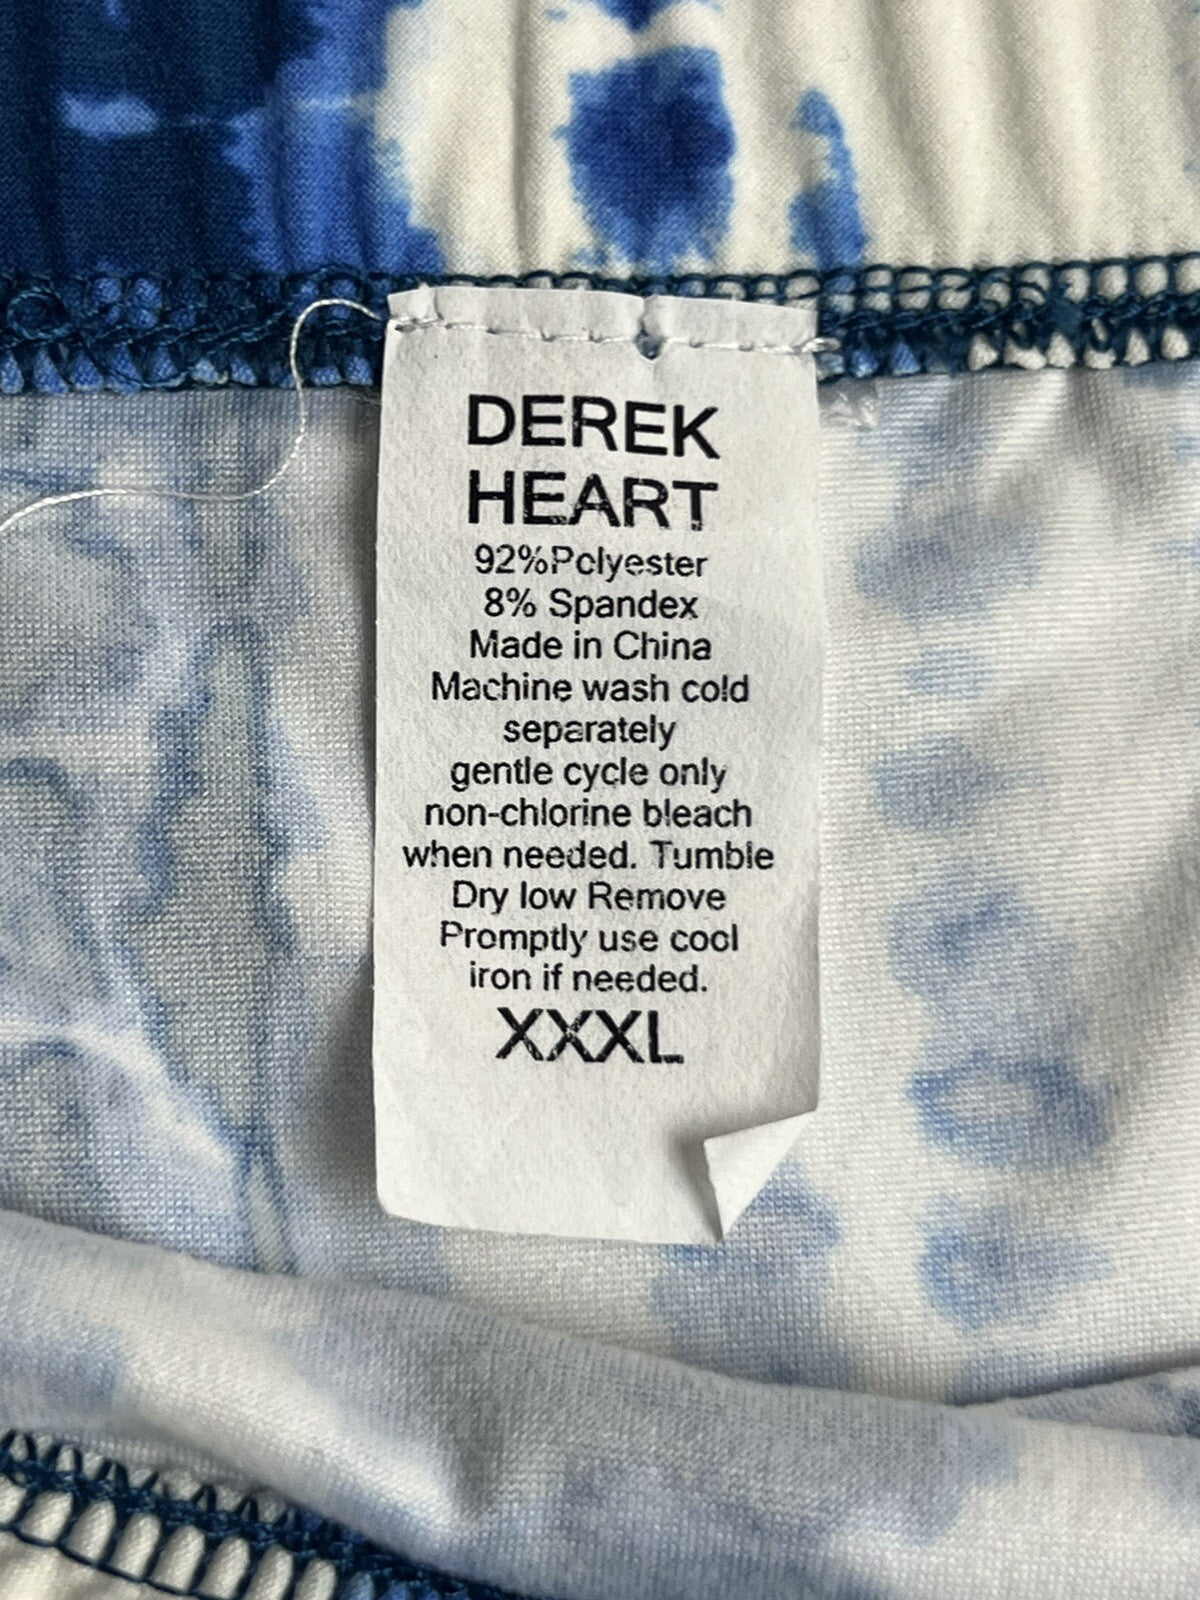 DEREK
HEART
92%Polyester
8% Spandex
Made in China
Machine wash cold
separately
gentle cycle only
non-chlorine bleach
when needed. Tumble
Dry low Remove
Promptly use cool
iron if needed.
XXXL